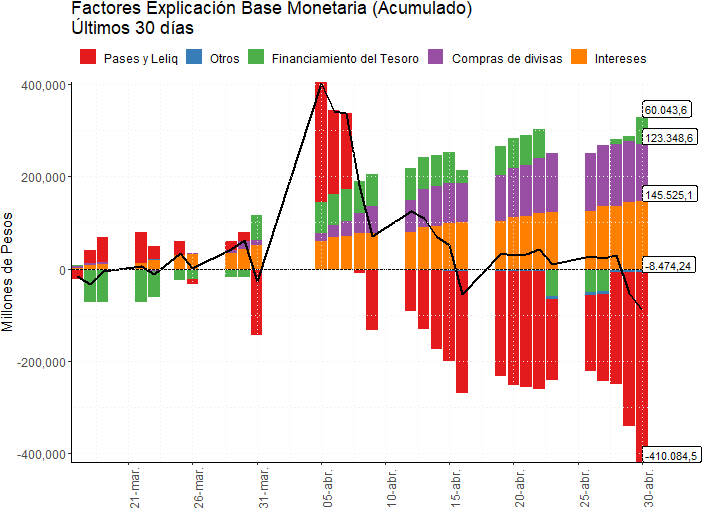 Factores Explicación Base Monetaria (Acumulado)
Últimos 30 días
Pases y Leliq
Otros
Financiamiento del Tesoro
Compras de divisas
Intereses
Millones de Pesos
400,000
200,000
0
-200,000
-400,000
60.043,6
123.348,6
145.525,1
-8.474,24
-410.084,5
21-mar.
26-mar.
31-mar.
05-abr.
10-abr.
15-abr.
20-abr.
25-abr.
30-abr.